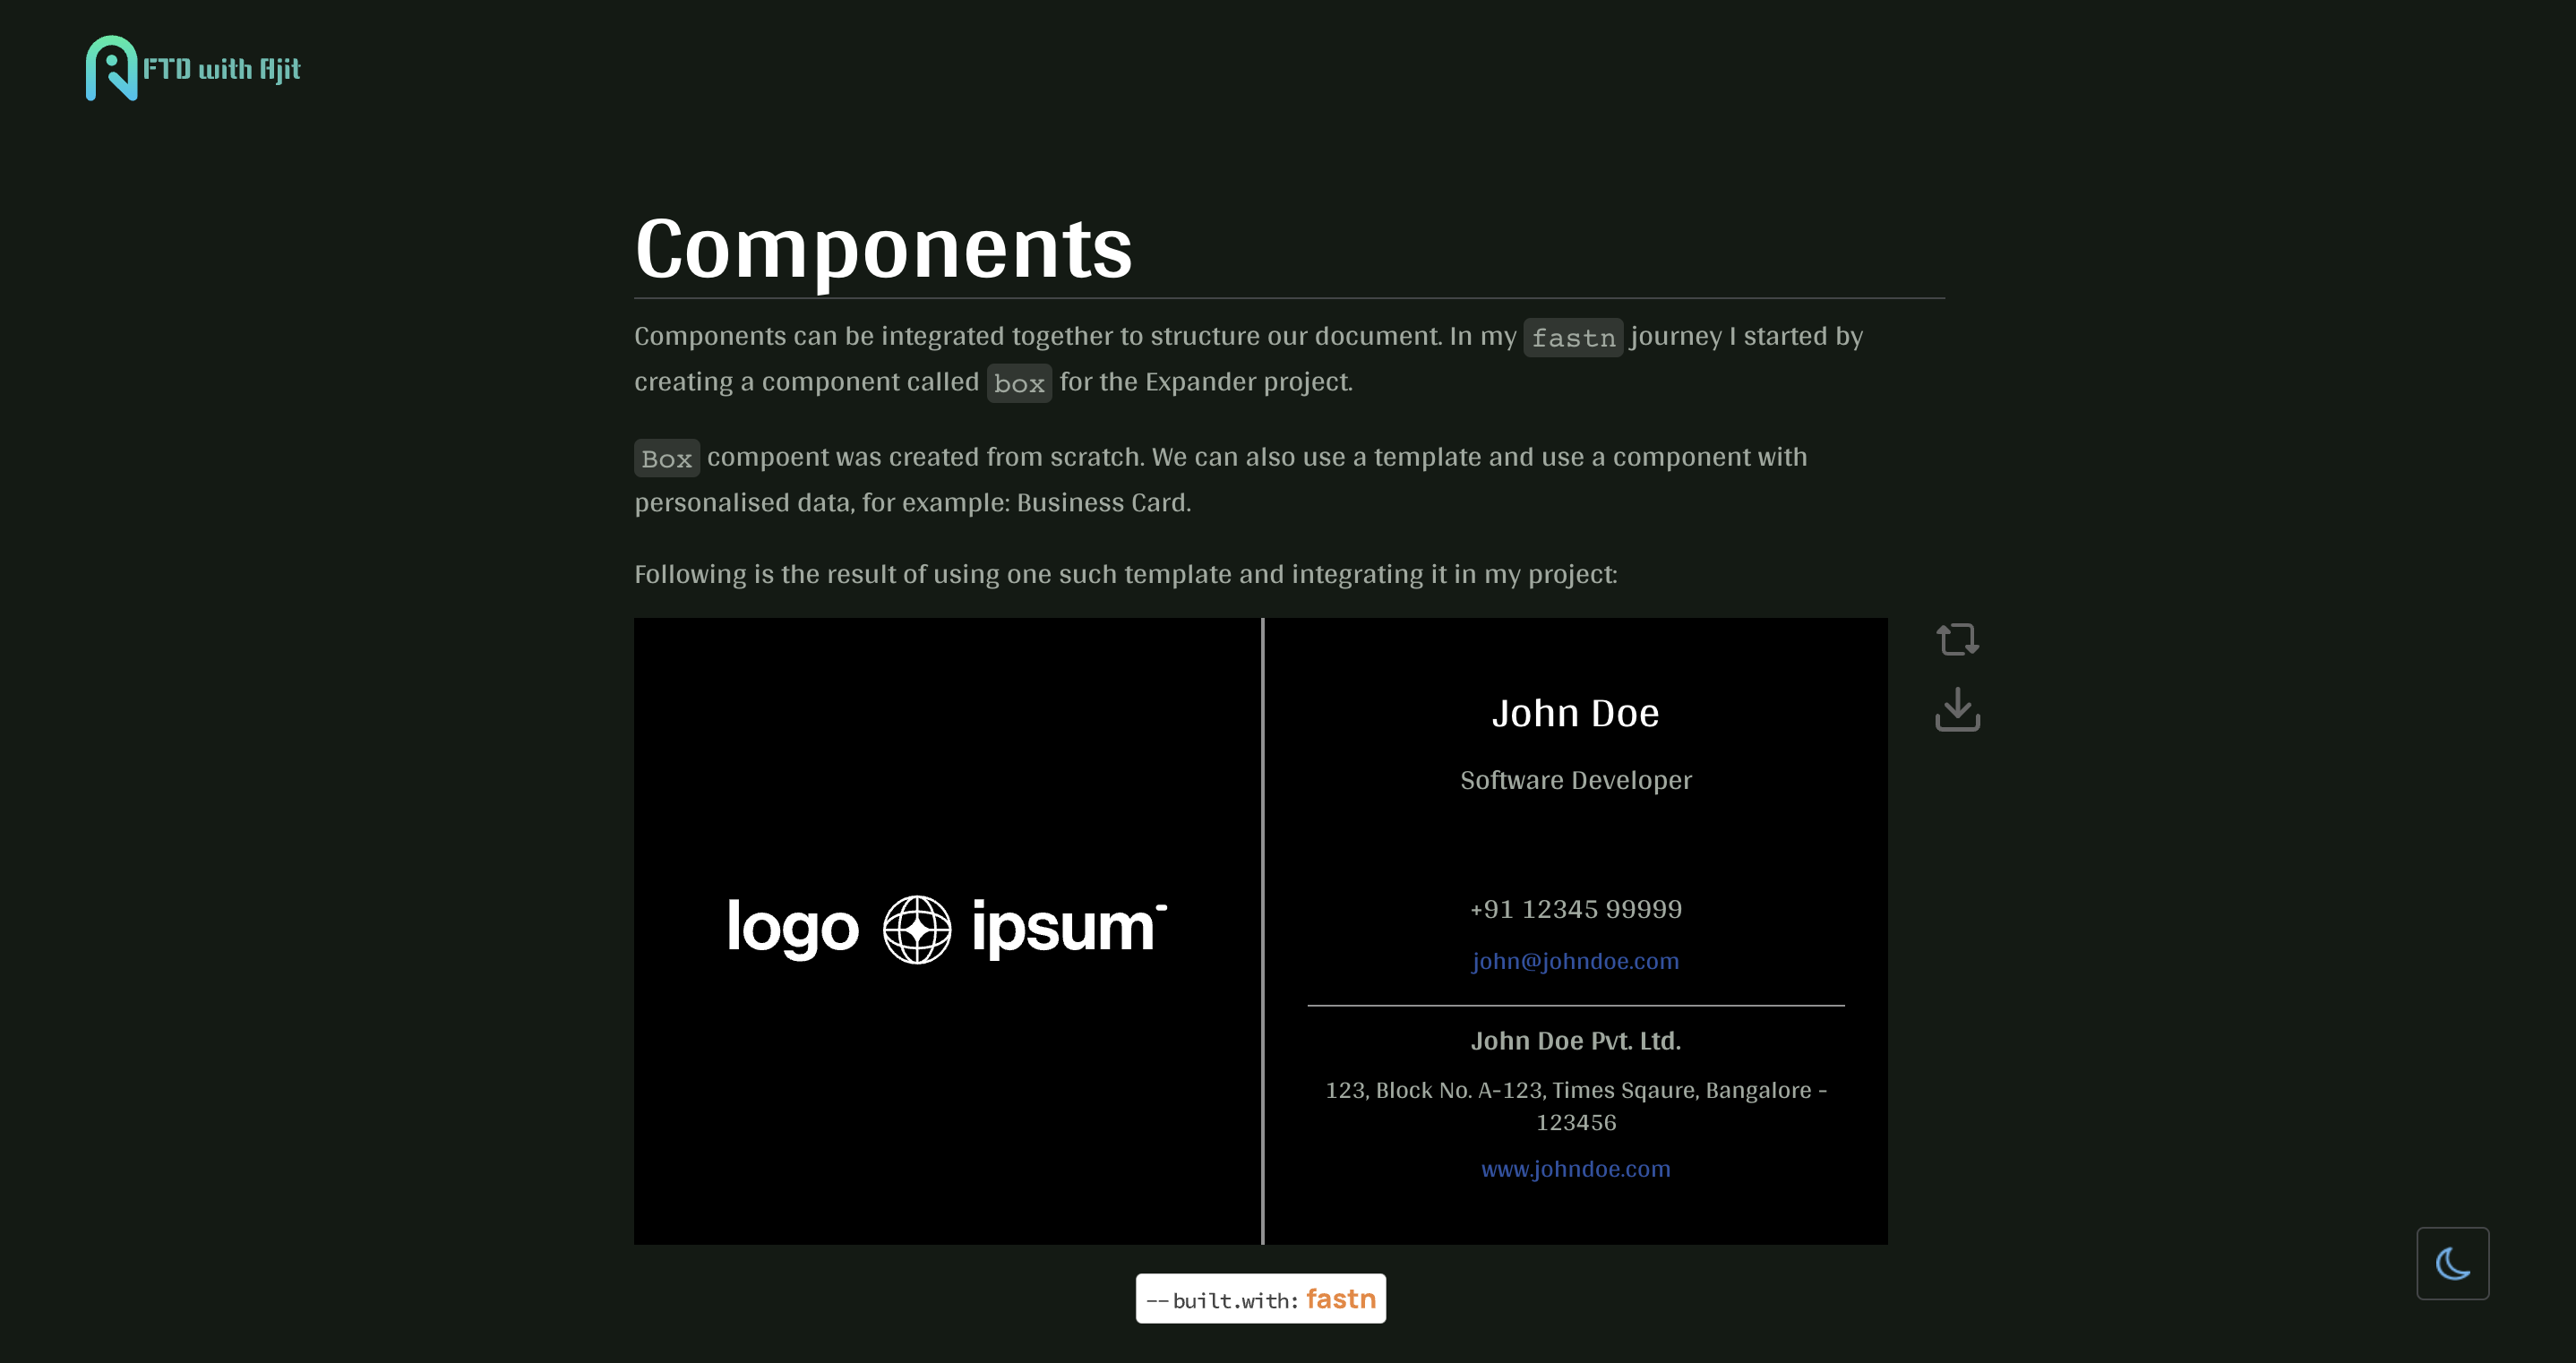 FTD with Ajit
Components
Components can be integrated together to structure our document. In my fastn journey I started by
creating a component called box for the Expander project.
Box compoent was created from scratch. We can also use a template and use a component with
personalised data, for example: Business Card.
Following is the result of using one such template and integrating it in my project:
logo ipsum
John Doe
Software Developer
+91 12345 99999
john@johndoe.com
John Doe Pvt. Ltd.
123, Block No. A-123, Times Sqaure, Bangalore -
123456
www.johndoe.com
-- built.with: fastn